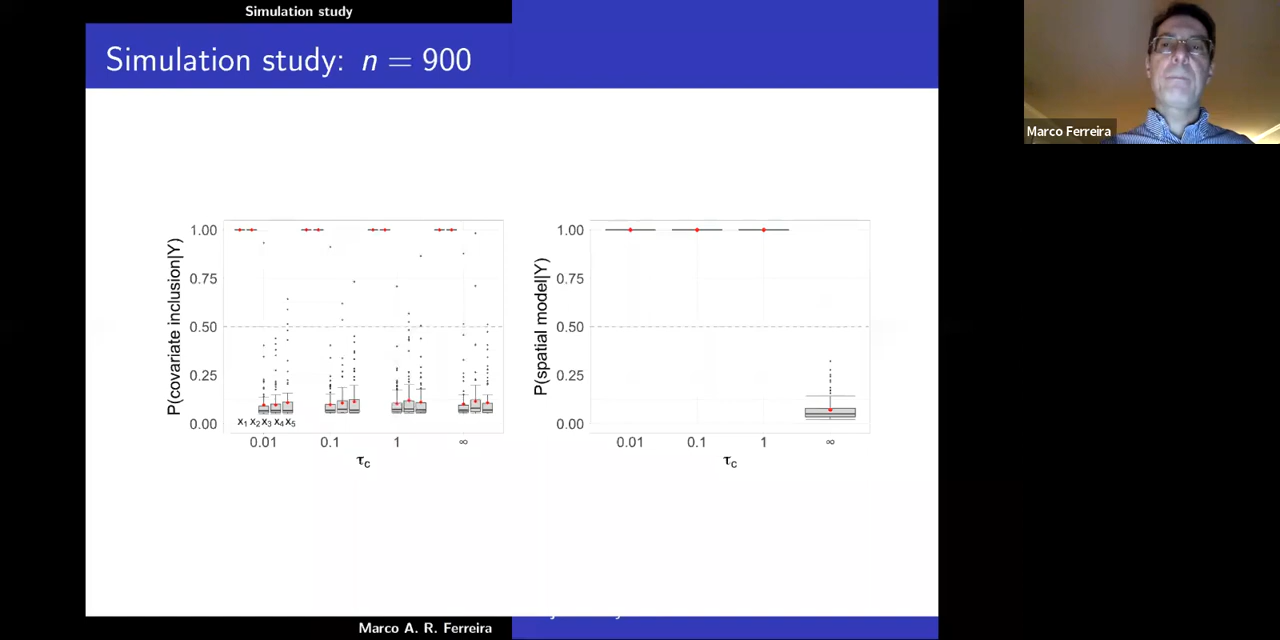 Simulation study
Simulation study: n = 900
Marco Ferreira
P(covariate inclusion|Y)
1.00
0.75
0.50
0.25
0.00
x1 x2 x3 x4 x5
0.01 0.1 1 ∞
τc
P(spatial model|Y)
1.00
0.75
0.50
0.25
0.00
0.01 0.1 1 ∞
τc
Marco A. R. Ferreira